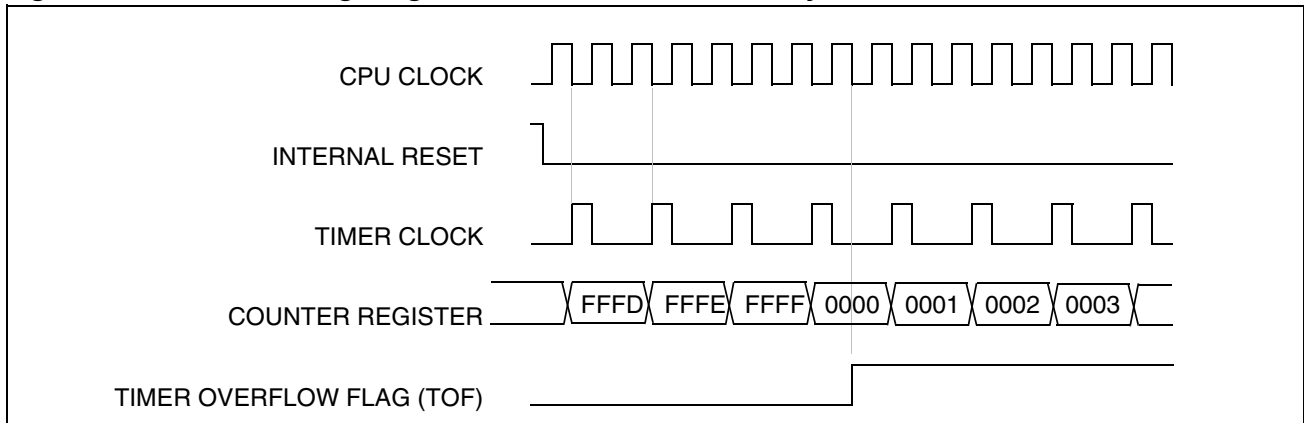 CPU CLOCK
INTERNAL RESET
TIMER CLOCK
COUNTER REGISTER
FFFD FFFE FFFF 0000 0001 0002 0003
TIMER OVERFLOW FLAG (TOF)